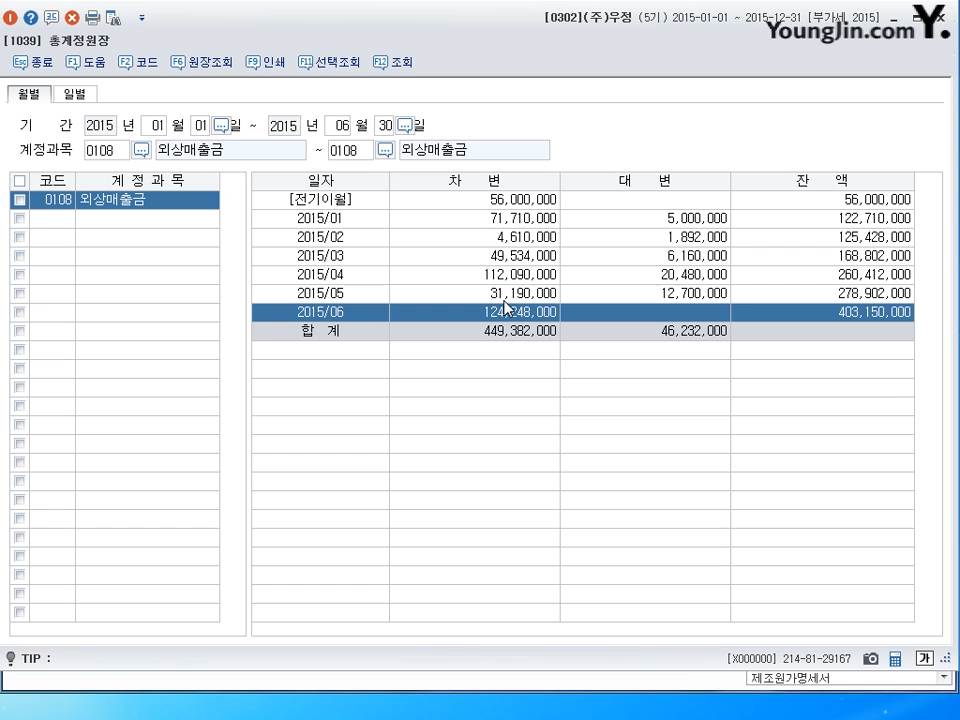 [0302](주)우정 (5기) 2015-01-01 ~ 2015-12-31 [부가세 2015]
YoungJin.com Y.
[1039] 총계정원장
Esc 종료 F1 도움 F2 코드 F6 원장조회 F9 인쇄 F11 선택조회 F12 조회
월별 일별
기 간 2015 년 01 월 01 일 ~ 2015 년 06 월 30 일
계정과목 0108 외상매출금 ~ 0108 외상매출금
코드 계 정 과 목 일자 차 변 대 변 잔 액
0108 외상매출금 [전기이월] 56,000,000 56,000,000
2015/01 71,710,000 5,000,000 122,710,000
2015/02 4,610,000 1,892,000 125,428,000
2015/03 49,534,000 6,160,000 168,802,000
2015/04 112,090,000 20,480,000 260,412,000
2015/05 31,190,000 12,700,000 278,902,000
2015/06 124,248,000 403,150,000
합 계 449,382,000 46,232,000
TIP : [X000000] 214-81-29167 가
제조원가명세서